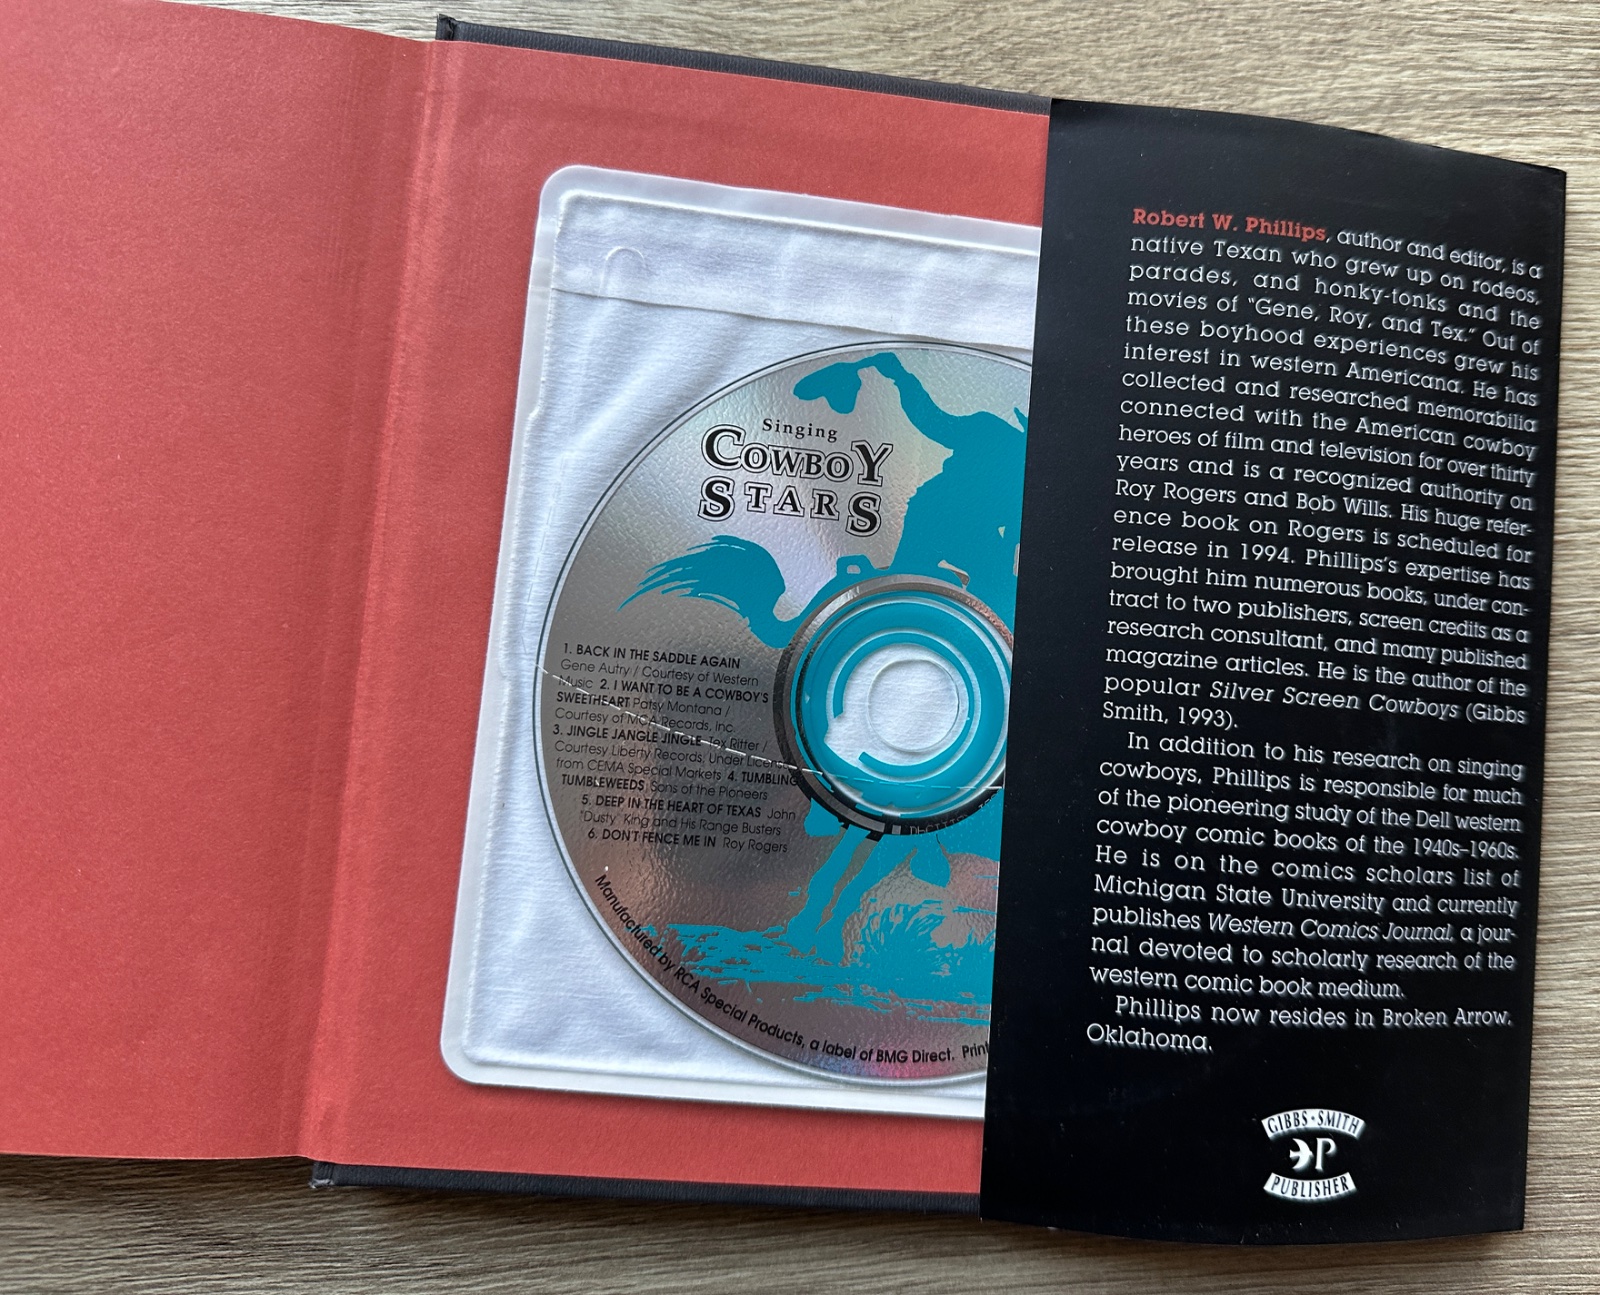 Singing
COWBOY
STARS
1. BACK IN THE SADDLE AGAIN
Gene Autry / Courtesy of Western
Music 2. I WANT TO BE A COWBOY'S
SWEETHEART Patsy Montana /
Courtesy of MCA Records, Inc.
3. JINGLE JANGLE JINGLE Tex Ritter /
Courtesy Liberty Records, Under License
from CEMA Special Markets 4. TUMBLING
TUMBLEWEEDS Sons of the Pioneers
5. DEEP IN THE HEART OF TEXAS John
"Dusty" King and His Range Busters
6. DON'T FENCE ME IN Roy Rogers
Manufactured by RCA Special Products, a label of BMG Direct. Print
Robert W. Phillips, author and editor, is a
native Texan who grew up on rodeos,
parades, and honky-tonks and the
movies of "Gene, Roy, and Tex." Out of
these boyhood experiences grew his
interest in western Americana. He has
collected and researched memorabilia
connected with the American cowboy
heroes of film and television for over thirty
years and is a recognized authority on
Roy Rogers and Bob Wills. His huge refer-
ence book on Rogers is scheduled for
release in 1994. Phillips's expertise has
brought him numerous books, under con-
tract to two publishers, screen credits as a
research consultant, and many published
magazine articles. He is the author of the
popular Silver Screen Cowboys (Gibbs
Smith, 1993).
In addition to his research on singing
cowboys, Phillips is responsible for much
of the pioneering study of the Dell western
cowboy comic books of the 1940s–1960s.
He is on the comics scholars list of
Michigan State University and currently
publishes Western Comics Journal, a jour-
nal devoted to scholarly research of the
western comic book medium.
Phillips now resides in Broken Arrow,
Oklahoma.
GIBBS·SMITH
P
PUBLISHER